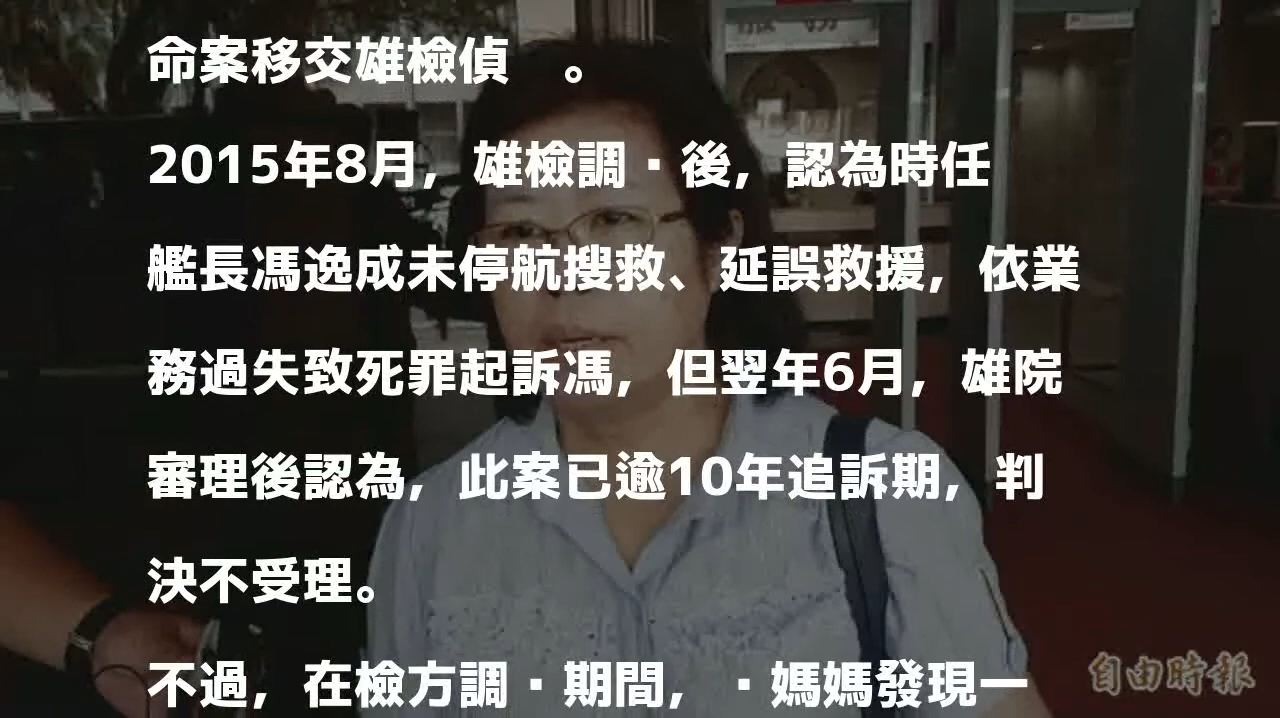 命案移交雄檢偵　。
2015年8月，雄檢調▪後，認為時任
艦長馮逸成未停航搜救、延誤救援，依業
務過失致死罪起訴馮，但翌年6月，雄院
審理後認為，此案已逾10年追訴期，判
決不受理。
不過，在檢方調▪期間，▪媽媽發現一
自由時報